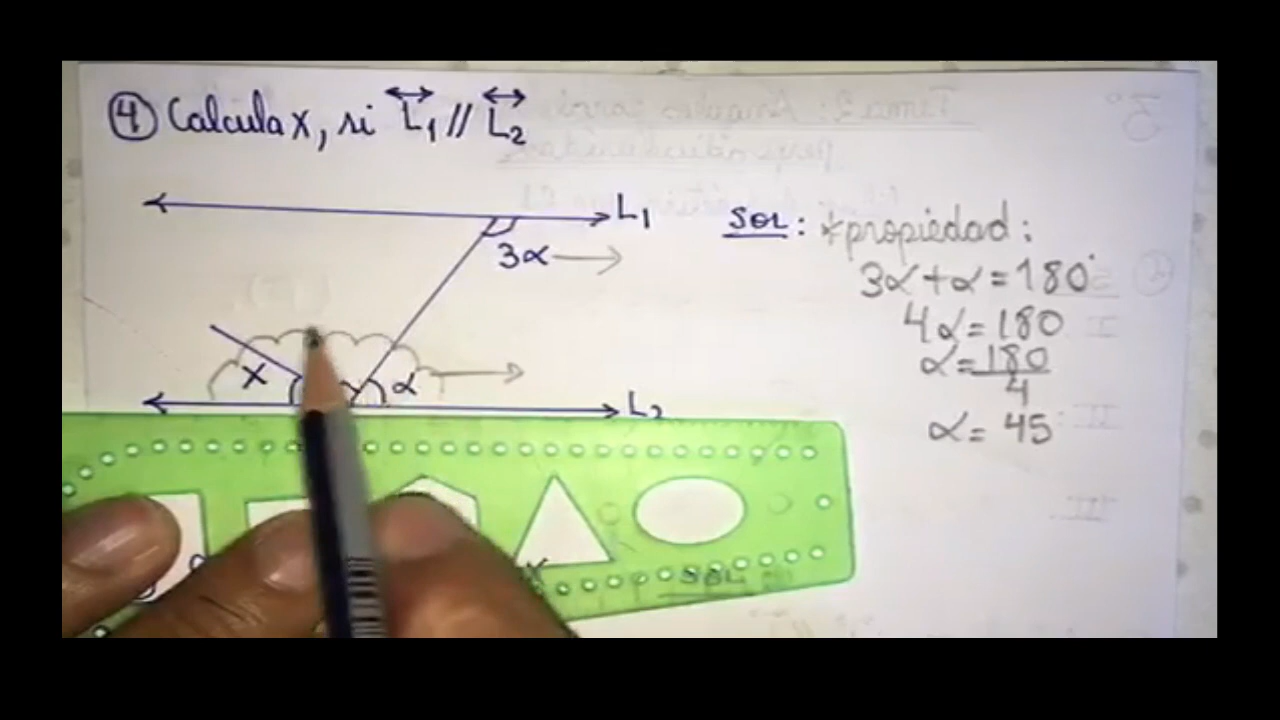 4 Calcula x, si L1 // L2
L1
3α
x
α
L2
SOL: *propiedad:
3α + α = 180°
4α = 180
α = 180
4
α = 45